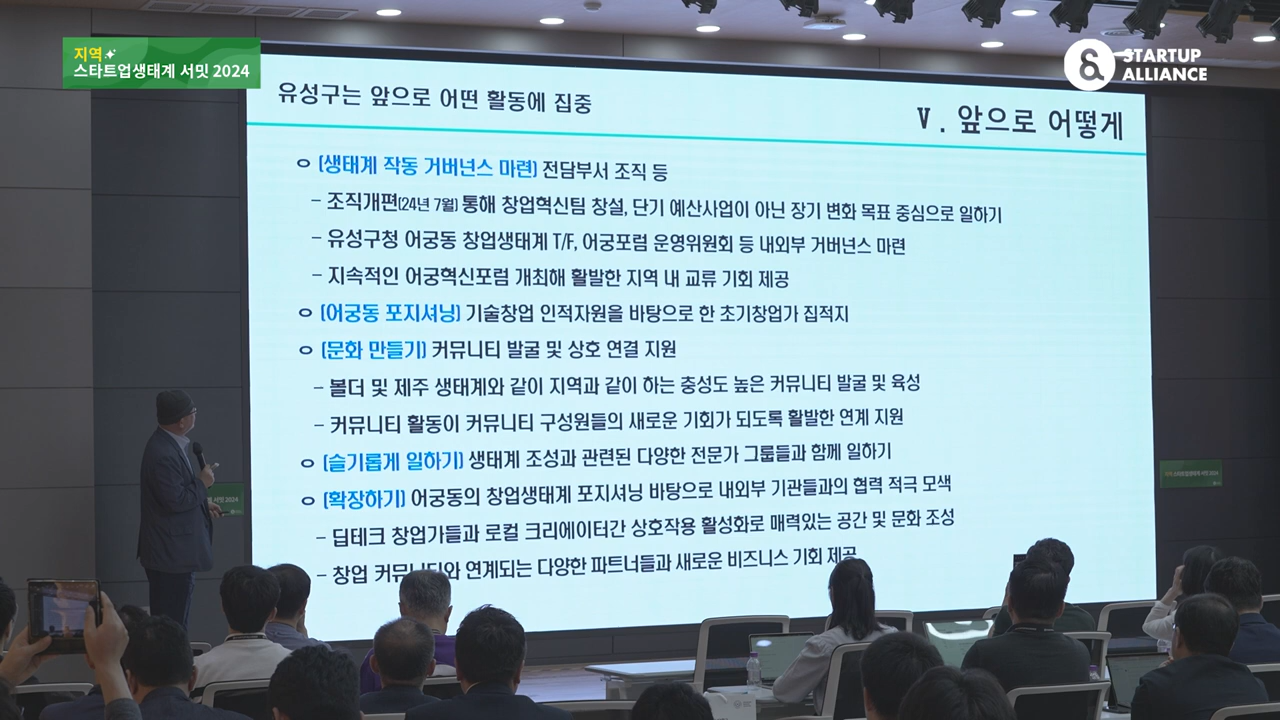 지역
스타트업생태계 서밋 2024
STARTUP
ALLIANCE
유성구는 앞으로 어떤 활동에 집중
Ⅴ. 앞으로 어떻게
ㅇ (생태계 작동 거버넌스 마련) 전담부서 조직 등
- 조직개편(24년 7월) 통해 창업혁신팀 창설, 단기 예산사업이 아닌 장기 변화 목표 중심으로 일하기
- 유성구청 어궁동 창업생태계 T/F, 어궁포럼 운영위원회 등 내외부 거버넌스 마련
- 지속적인 어궁혁신포럼 개최해 활발한 지역 내 교류 기회 제공
ㅇ (어궁동 포지셔닝) 기술창업 인적자원을 바탕으로 한 초기창업가 집적지
ㅇ (문화 만들기) 커뮤니티 발굴 및 상호 연결 지원
- 볼더 및 제주 생태계와 같이 지역과 같이 하는 충성도 높은 커뮤니티 발굴 및 육성
- 커뮤니티 활동이 커뮤니티 구성원들의 새로운 기회가 되도록 활발한 연계 지원
ㅇ (슬기롭게 일하기) 생태계 조성과 관련된 다양한 전문가 그룹들과 함께 일하기
ㅇ (확장하기) 어궁동의 창업생태계 포지셔닝 바탕으로 내외부 기관들과의 협력 적극 모색
- 딥테크 창업가들과 로컬 크리에이터간 상호작용 활성화로 매력있는 공간 및 문화 조성
- 창업 커뮤니티와 연계되는 다양한 파트너들과 새로운 비즈니스 기회 제공
서밋 2024
지역 스타트업생태계 서밋 2024